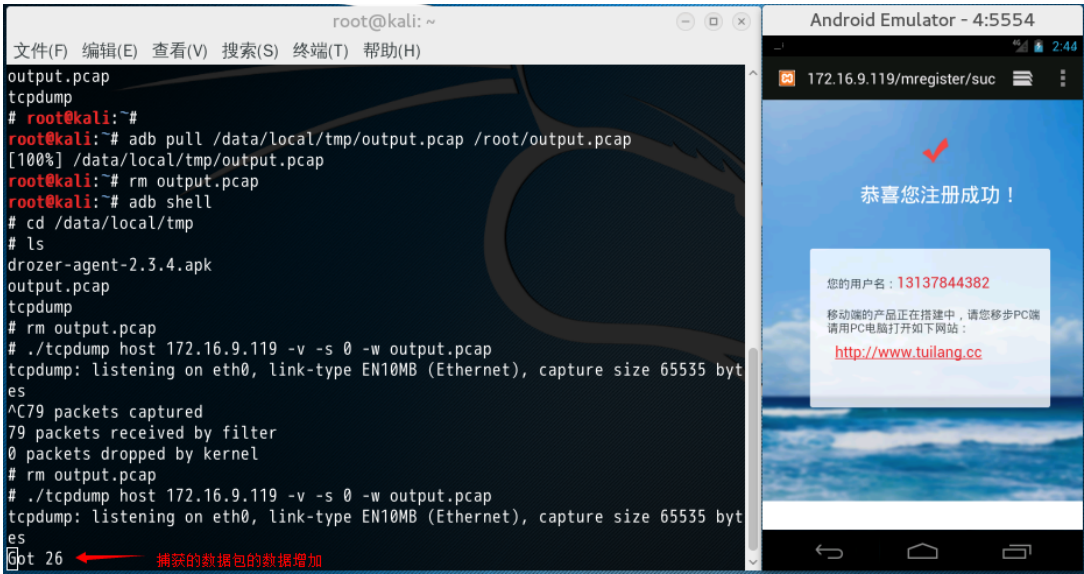 root@kali: ~
文件(F) 编辑(E) 查看(V) 搜索(S) 终端(T) 帮助(H)
output.pcap
tcpdump
# root@kali:~#
root@kali:~# adb pull /data/local/tmp/output.pcap /root/output.pcap
[100%] /data/local/tmp/output.pcap
root@kali:~# rm output.pcap
root@kali:~# adb shell
# cd /data/local/tmp
# ls
drozer-agent-2.3.4.apk
output.pcap
tcpdump
# rm output.pcap
# ./tcpdump host 172.16.9.119 -v -s 0 -w output.pcap
tcpdump: listening on eth0, link-type EN10MB (Ethernet), capture size 65535 byt
es
^C79 packets captured
79 packets received by filter
0 packets dropped by kernel
# rm output.pcap
# ./tcpdump host 172.16.9.119 -v -s 0 -w output.pcap
tcpdump: listening on eth0, link-type EN10MB (Ethernet), capture size 65535 byt
es
Got 26
捕获的数据包的数据增加
Android Emulator - 4:5554
2:44
172.16.9.119/mregister/suc
恭喜您注册成功！
您的用户名：13137844382
移动端的产品正在搭建中，请您移步PC端
请用PC电脑打开如下网站：
http://www.tuilang.cc